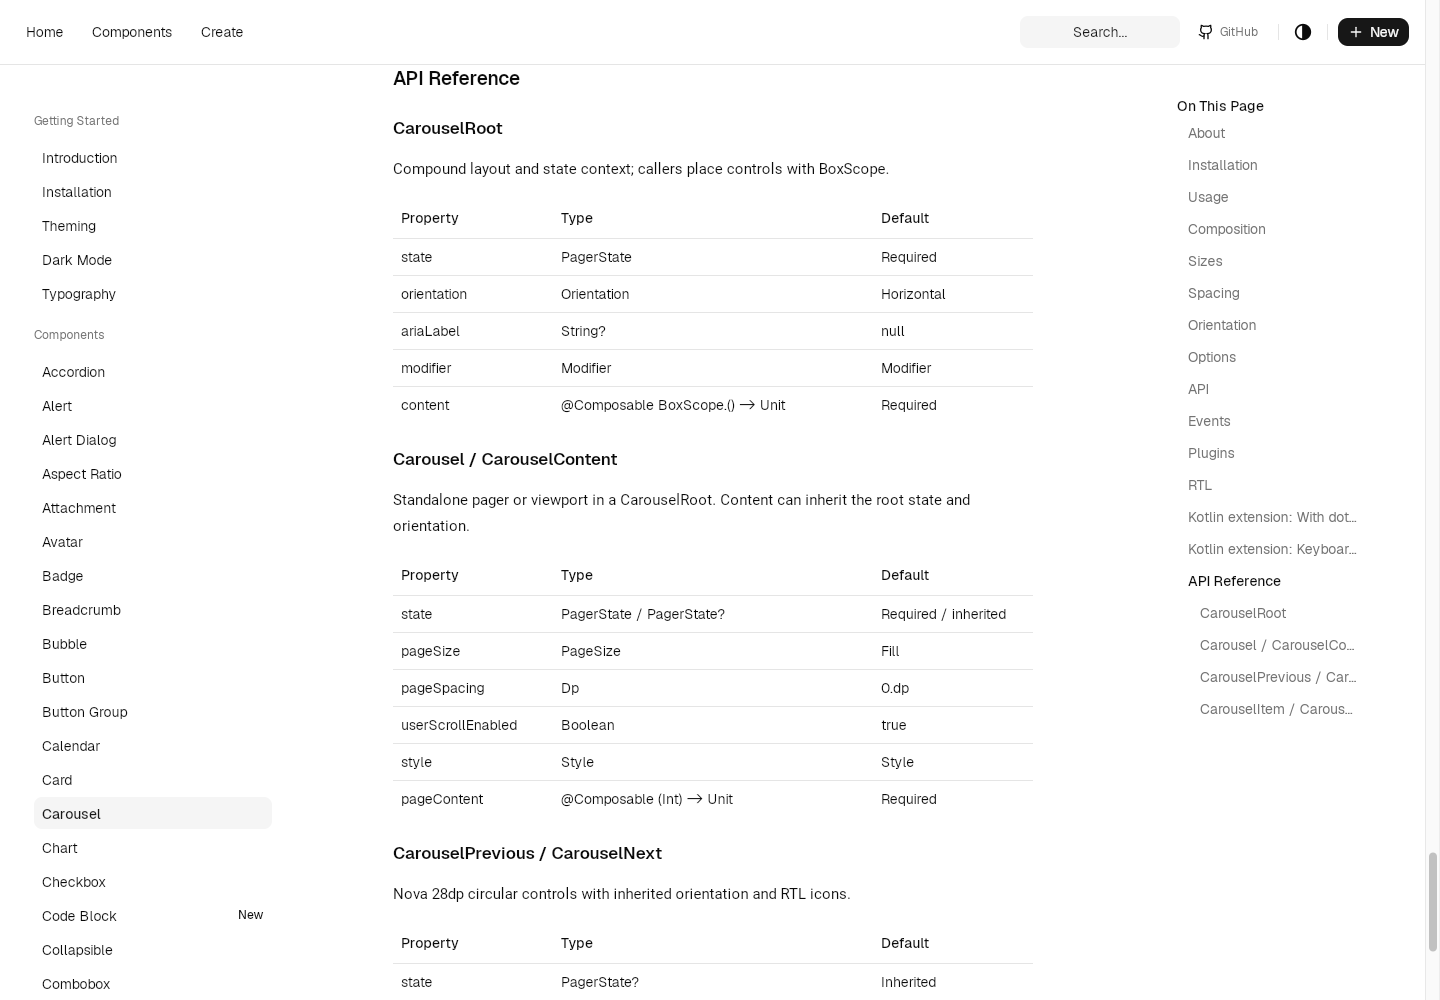 Home Components Create Search... GitHub New
Getting Started
Introduction
Installation
Theming
Dark Mode
Typography
Components
Accordion
Alert
Alert Dialog
Aspect Ratio
Attachment
Avatar
Badge
Breadcrumb
Bubble
Button
Button Group
Calendar
Card
Carousel
Chart
Checkbox
Code Block New
Collapsible
Combobox
API Reference
CarouselRoot
Compound layout and state context; callers place controls with BoxScope.
Property Type Default
state PagerState Required
orientation Orientation Horizontal
ariaLabel String? null
modifier Modifier Modifier
content @Composable BoxScope.() -> Unit Required
Carousel / CarouselContent
Standalone pager or viewport in a CarouselRoot. Content can inherit the root state and
orientation.
Property Type Default
state PagerState / PagerState? Required / inherited
pageSize PageSize Fill
pageSpacing Dp 0.dp
userScrollEnabled Boolean true
style Style Style
pageContent @Composable (Int) -> Unit Required
CarouselPrevious / CarouselNext
Nova 28dp circular controls with inherited orientation and RTL icons.
Property Type Default
state PagerState? Inherited
On This Page
About
Installation
Usage
Composition
Sizes
Spacing
Orientation
Options
API
Events
Plugins
RTL
Kotlin extension: With dot...
Kotlin extension: Keyboar...
API Reference
CarouselRoot
Carousel / CarouselCo...
CarouselPrevious / Car...
CarouselItem / Carous...